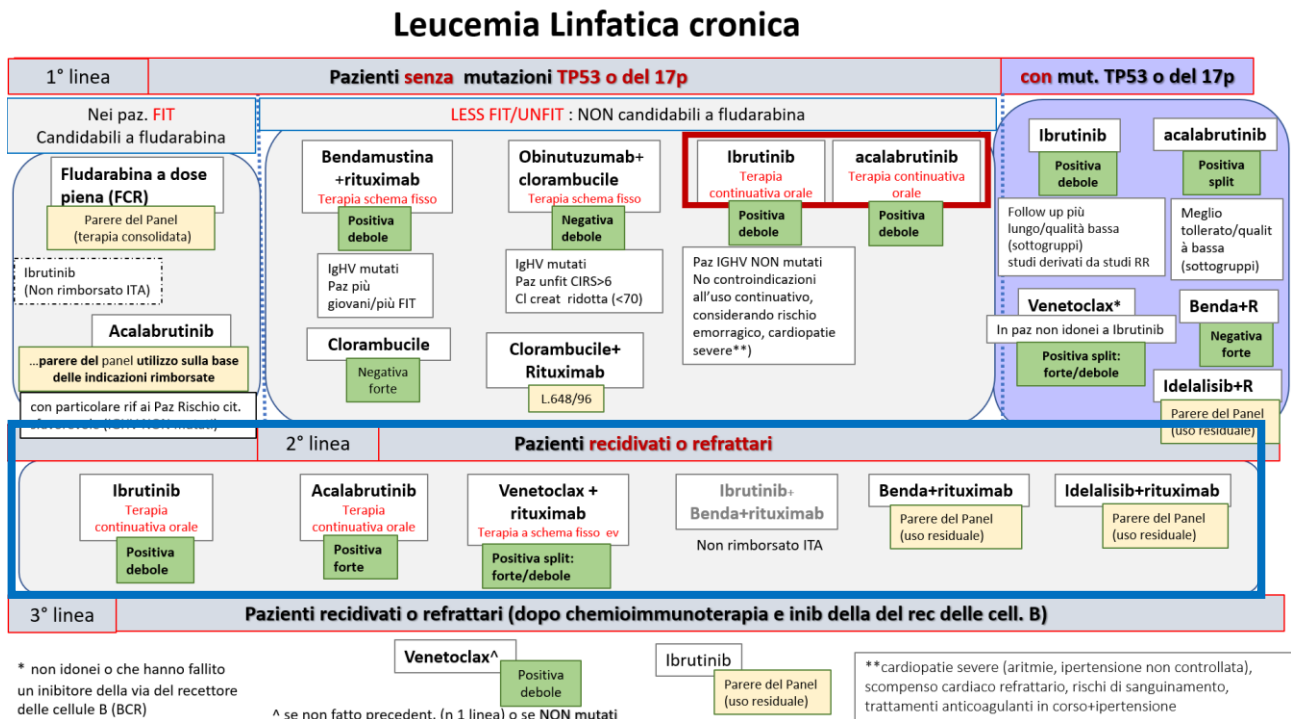 Leucemia Linfatica cronica
1° linea
Pazienti senza mutazioni TP53 o del 17p
con mut. TP53 o del 17p
Nei paz. FIT
Candidabili a fludarabina
LESS FIT/UNFIT : NON candidabili a fludarabina
Fludarabina a dose
piena (FCR)
Parere del Panel
(terapia consolidata)
Ibrutinib
(Non rimborsato ITA)
Acalabrutinib
...parere del panel utilizzo sulla base
delle indicazioni rimborsate
con particolare rif ai Paz Rischio cit.
(IGHV NON mutati)
Bendamustina
+rituximab
Terapia schema fisso
Positiva
debole
IgHV mutati
Paz più
giovani/più FIT
Clorambucile
Negativa
forte
Obinutuzumab+
clorambucile
Terapia schema fisso
Negativa
debole
IgHV mutati
Paz unfit CIRS>6
Cl creat ridotta (<70)
Clorambucile+
Rituximab
L.648/96
Ibrutinib
Terapia
continuativa orale
Positiva
debole
Paz IGHV NON mutati
No controindicazioni
all'uso continuativo,
considerando rischio
emorragico, cardiopatie
severe**)
acalabrutinib
Terapia continuativa
orale
Positiva
debole
Ibrutinib
Positiva
debole
Follow up più
lungo/qualità bassa
(sottogruppi)
studi derivati da studi RR
acalabrutinib
Positiva
split
Meglio
tollerato/qualit
à bassa
(sottogruppi)
Venetoclax*
In paz non idonei a Ibrutinib
Positiva split:
forte/debole
Benda+R
Negativa
forte
Idelalisib+R
Parere del Panel
(uso residuale)
2° linea
Pazienti recidivati o refrattari
Ibrutinib
Terapia
continuativa orale
Positiva
debole
Acalabrutinib
Terapia
continuativa orale
Positiva
forte
Venetoclax +
rituximab
Terapia a schema fisso ev
Positiva split:
forte/debole
Ibrutinib+
Benda+rituximab
Non rimborsato ITA
Benda+rituximab
Parere del Panel
(uso residuale)
Idelalisib+rituximab
Parere del Panel
(uso residuale)
3° linea
Pazienti recidivati o refrattari (dopo chemioimmunoterapia e inib della del rec delle cell. B)
* non idonei o che hanno fallito
un inibitore della via del recettore
delle cellule B (BCR)
Venetoclax^
Positiva
debole
^ se non fatto precedent. (n 1 linea) o se NON mutati
Ibrutinib
Parere del Panel
(uso residuale)
**cardiopatie severe (aritmie, ipertensione non controllata),
scompenso cardiaco refrattario, rischi di sanguinamento,
trattamenti anticoagulanti in corso+ipertensione